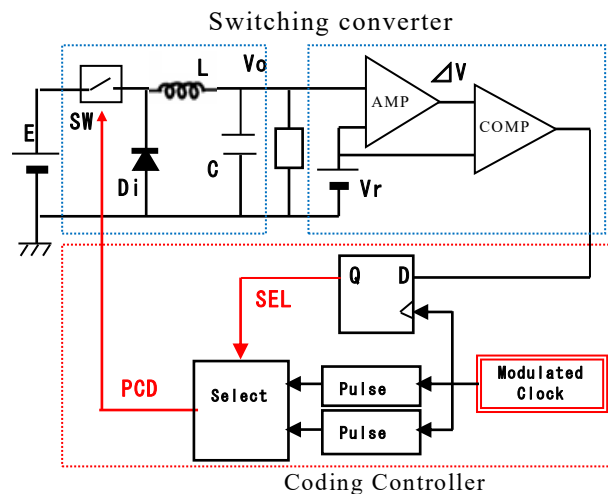 Switching converter
L
Vo
⊿V
AMP
COMP
E
SW
Di
C
Vr
Q
D
SEL
PCD
Select
Pulse
Pulse
Modulated
Clock
Coding Controller